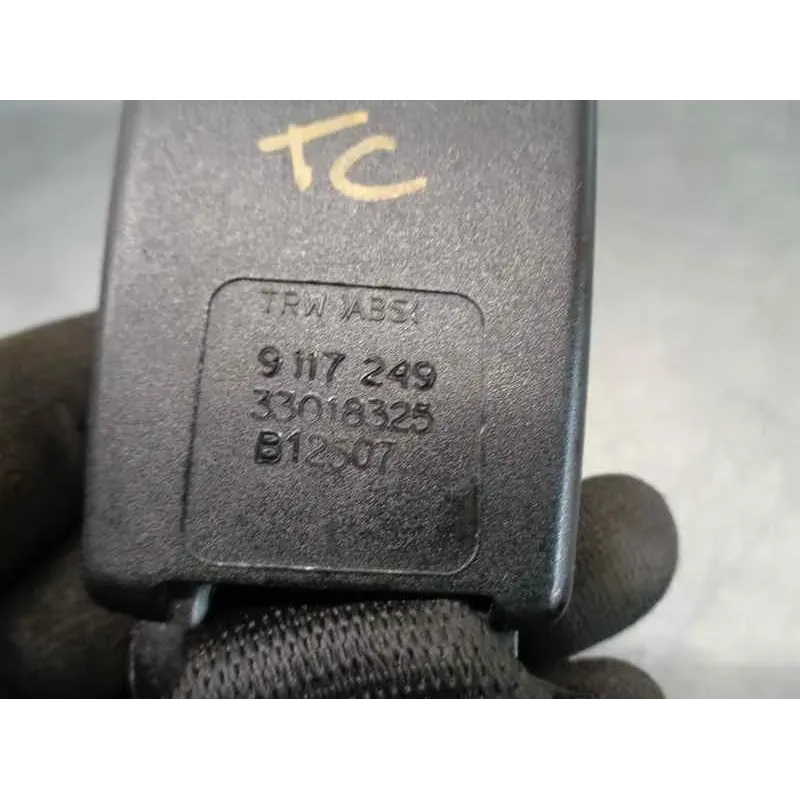 TC
TRW >ABS<
9 117 249
33018325
B12507